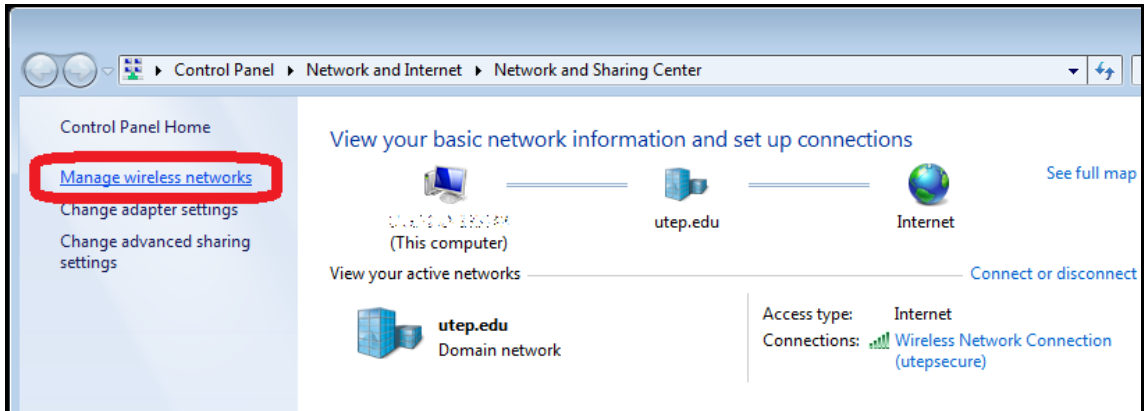 Control Panel ▸ Network and Internet ▸ Network and Sharing Center
Control Panel Home
Manage wireless networks
Change adapter settings
Change advanced sharing
settings
View your basic network information and set up connections
See full map
(This computer)
utep.edu
Internet
View your active networks
Connect or disconnect
utep.edu
Domain network
Access type: Internet
Connections: Wireless Network Connection
(utepsecure)